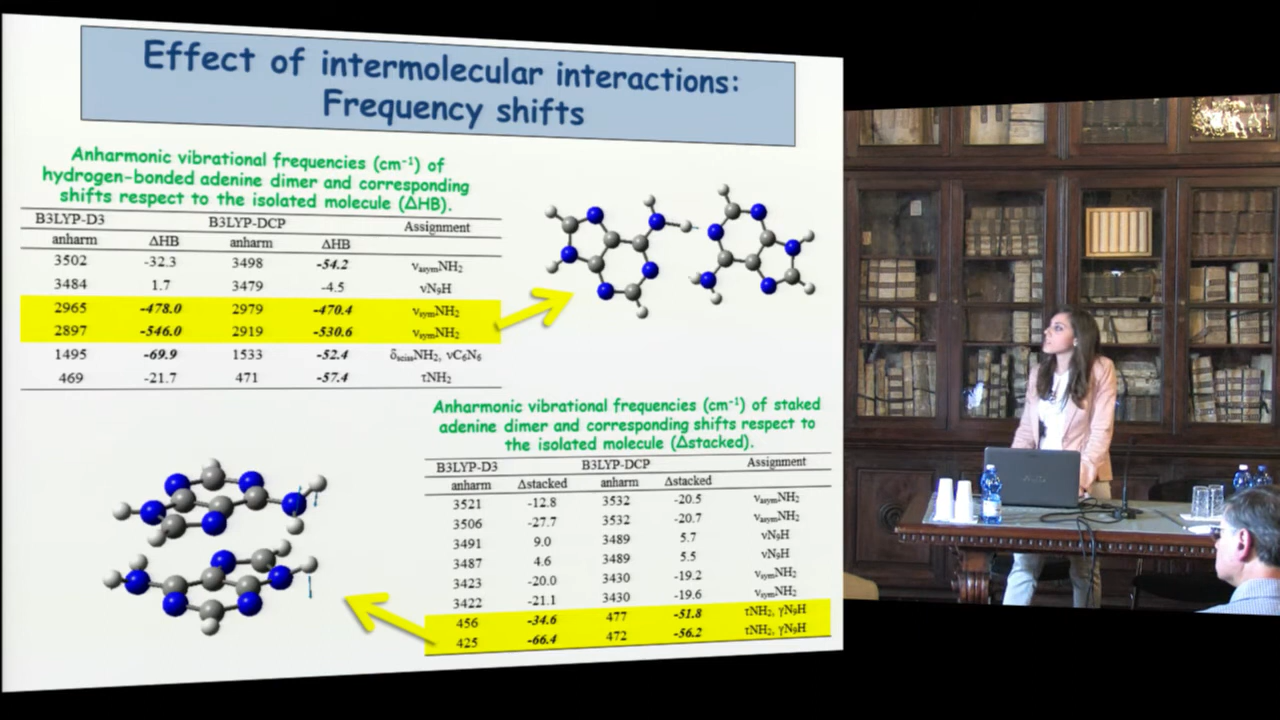 Effect of intermolecular interactions:
Frequency shifts
Anharmonic vibrational frequencies (cm⁻¹) of
hydrogen-bonded adenine dimer and corresponding
shifts respect to the isolated molecule (ΔHB).
B3LYP-D3 B3LYP-DCP Assignment
anharm ΔHB anharm ΔHB
3502 -32.3 3498 -54.2 νasymNH₂
3484 1.7 3479 -4.5 νN₉H
2965 -478.0 2979 -470.4 νsymNH₂
2897 -546.0 2919 -530.6 νsymNH₂
1495 -69.9 1533 -52.4 δscissNH₂, νC₆N₆
469 -21.7 471 -57.4 τNH₂
Anharmonic vibrational frequencies (cm⁻¹) of staked
adenine dimer and corresponding shifts respect to
the isolated molecule (Δstacked).
B3LYP-D3 B3LYP-DCP Assignment
anharm Δstacked anharm Δstacked
3521 -12.8 3532 -20.5 νasymNH₂
3506 -27.7 3532 -20.7 νasymNH₂
3491 9.0 3489 5.7 νN₉H
3487 4.6 3489 5.5 νN₉H
3423 -20.0 3430 -19.2 νsymNH₂
3422 -21.1 3430 -19.6 νsymNH₂
456 -34.6 477 -51.8 τNH₂, γN₉H
425 -66.4 472 -56.2 τNH₂, γN₉H